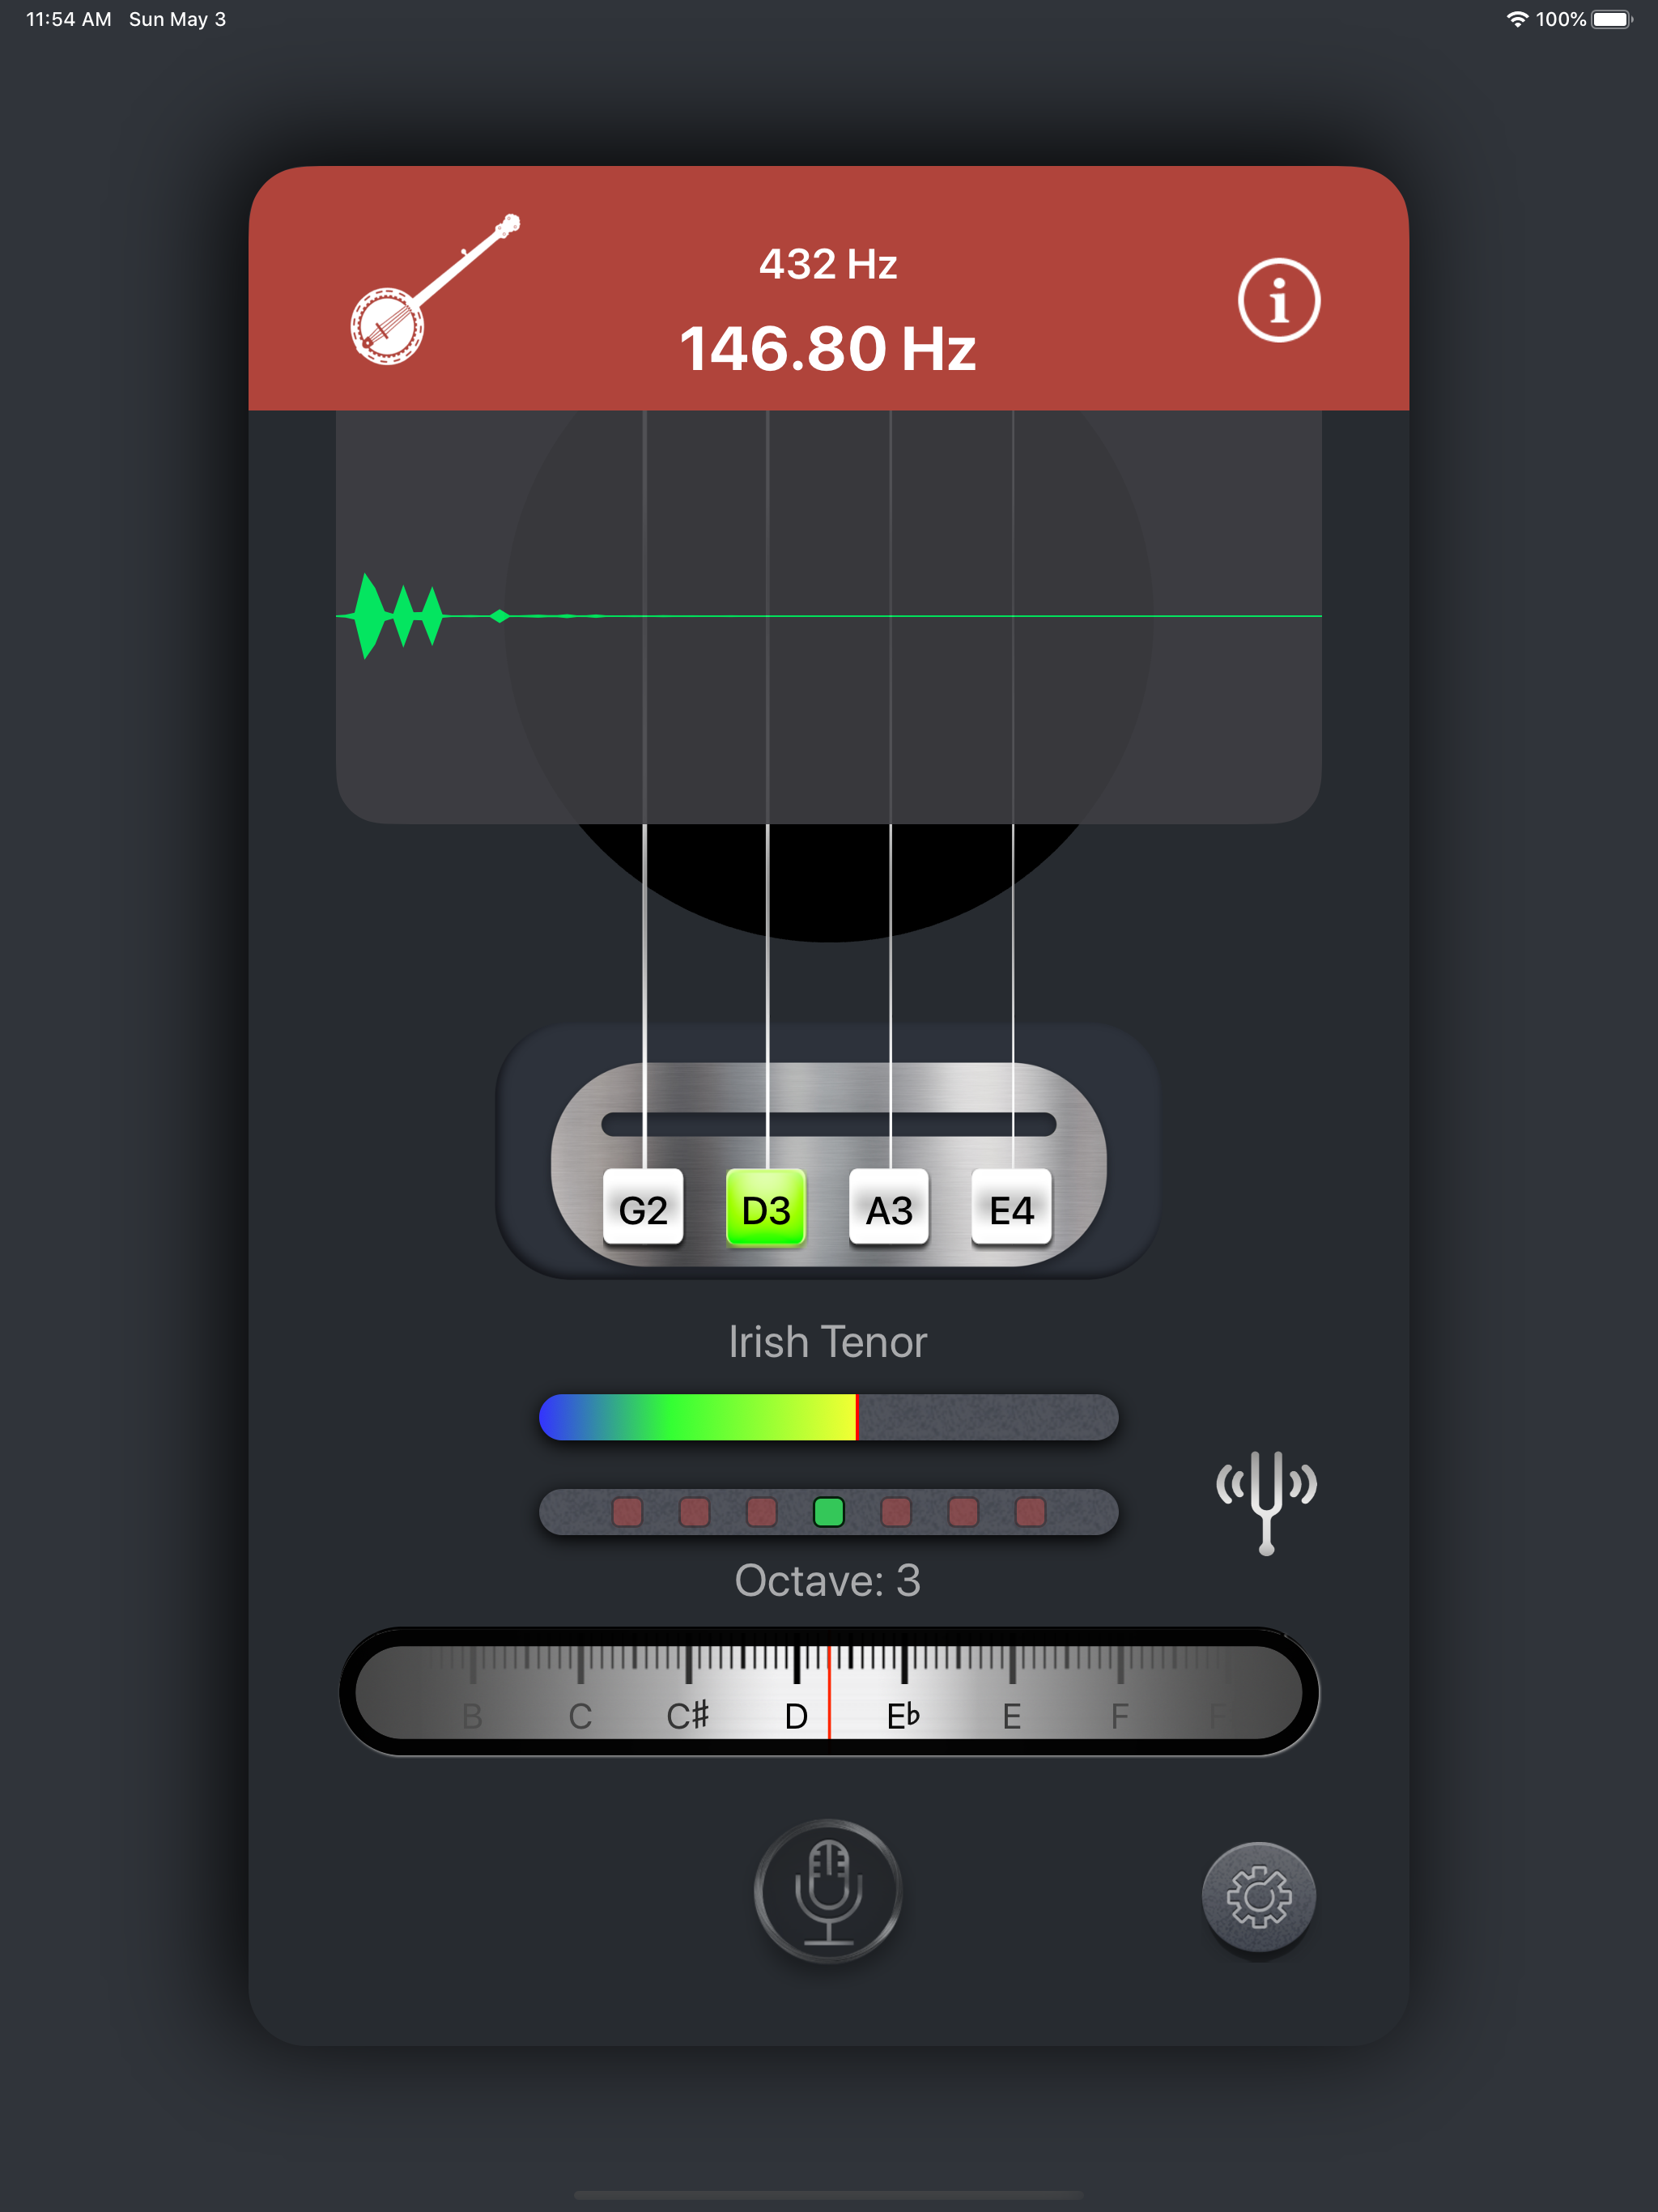 11:54 AM Sun May 3
100%
432 Hz
146.80 Hz
G2 D3 A3 E4
Irish Tenor
Octave: 3
B C C♯ D E♭ E F F